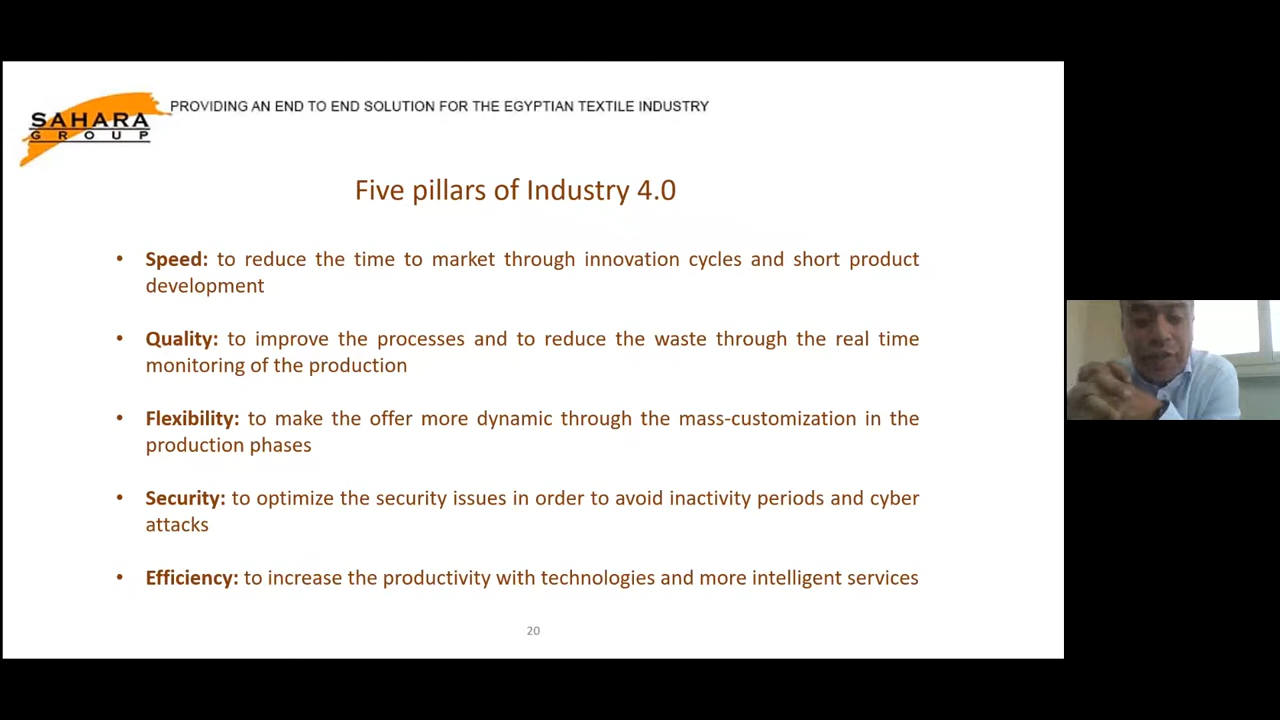 SAHARA
GROUP
PROVIDING AN END TO END SOLUTION FOR THE EGYPTIAN TEXTILE INDUSTRY
Five pillars of Industry 4.0
• Speed: to reduce the time to market through innovation cycles and short product
development
• Quality: to improve the processes and to reduce the waste through the real time
monitoring of the production
• Flexibility: to make the offer more dynamic through the mass-customization in the
production phases
• Security: to optimize the security issues in order to avoid inactivity periods and cyber
attacks
• Efficiency: to increase the productivity with technologies and more intelligent services
20